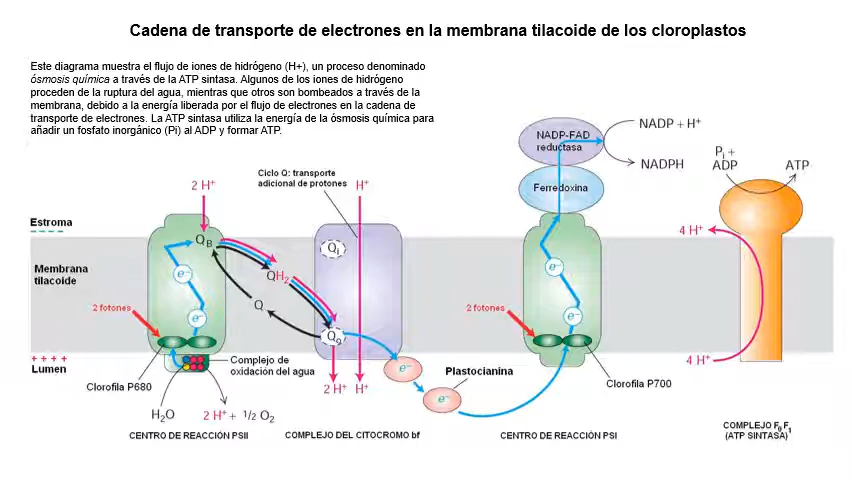 Cadena de transporte de electrones en la membrana tilacoide de los cloroplastos
Este diagrama muestra el flujo de iones de hidrógeno (H+), un proceso denominado
ósmosis química a través de la ATP sintasa. Algunos de los iones de hidrógeno
proceden de la ruptura del agua, mientras que otros son bombeados a través de la
membrana, debido a la energía liberada por el flujo de electrones en la cadena de
transporte de electrones. La ATP sintasa utiliza la energía de la ósmosis química para
añadir un fosfato inorgánico (Pi) al ADP y formar ATP.
NADP-FAD
reductasa
NADP + H⁺
NADPH
Ferredoxina
Pᵢ +
ADP
ATP
Ciclo Q: transporte
adicional de protones
2 H⁺
H⁺
Estroma
- - - -
Q_B
Q_i
4 H⁺
Membrana
tilacoide
e⁻
QH₂
e⁻
e⁻
Q
e⁻
2 fotones
Q_o
2 fotones
+ + + +
Lumen
Complejo de
oxidación del agua
Clorofila P680
e⁻
Plastocianina
e⁻
Clorofila P700
4 H⁺
2 H⁺
H⁺
H₂O
2 H⁺ + 1/2 O₂
CENTRO DE REACCIÓN PSII
COMPLEJO DEL CITOCROMO bf
CENTRO DE REACCIÓN PSI
COMPLEJO F₀F₁
(ATP SINTASA)